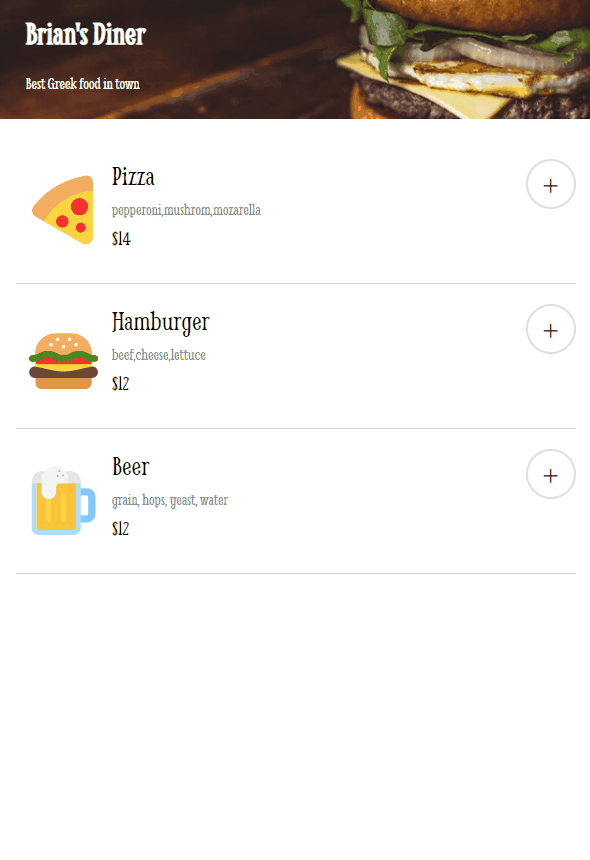 Brian's Diner
Best Greek food in town
Pizza
pepperoni,mushrom,mozarella
$14
+
Hamburger
beef,cheese,lettuce
$12
+
Beer
grain, hops, yeast, water
$12
+